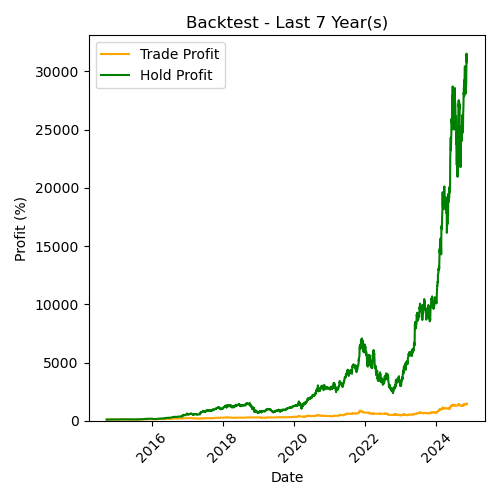 Backtest - Last 7 Year(s)
Trade Profit
Hold Profit
Profit (%)
30000
25000
20000
15000
10000
5000
0
2016
2018
2020
2022
2024
Date